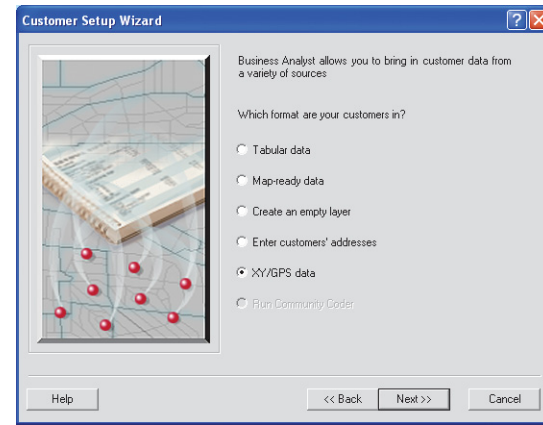 Customer Setup Wizard
Business Analyst allows you to bring in customer data from
a variety of sources
Which format are your customers in?
Tabular data
Map-ready data
Create an empty layer
Enter customers' addresses
XY/GPS data
Run Community Coder
Help
<< Back
Next >>
Cancel